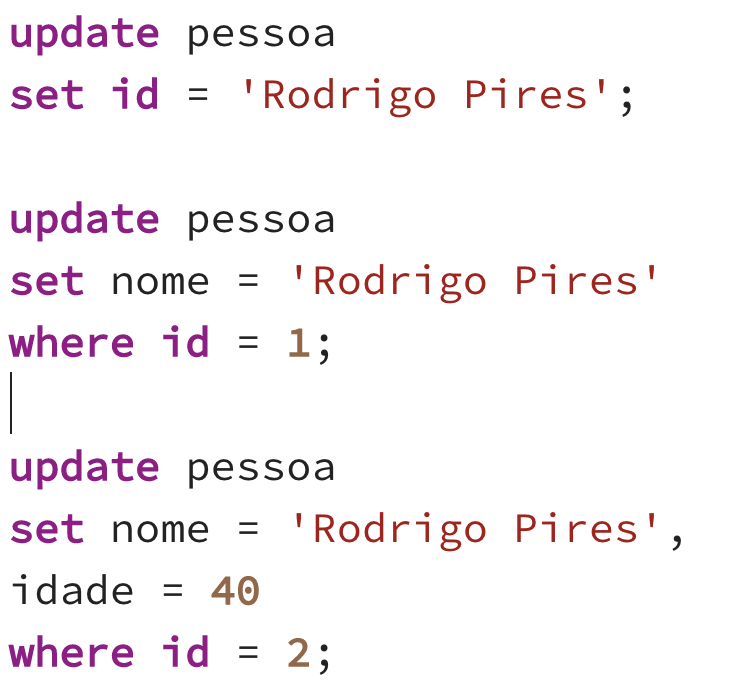 update pessoa
set id = 'Rodrigo Pires';
update pessoa
set nome = 'Rodrigo Pires'
where id = 1;
update pessoa
set nome = 'Rodrigo Pires',
idade = 40
where id = 2;